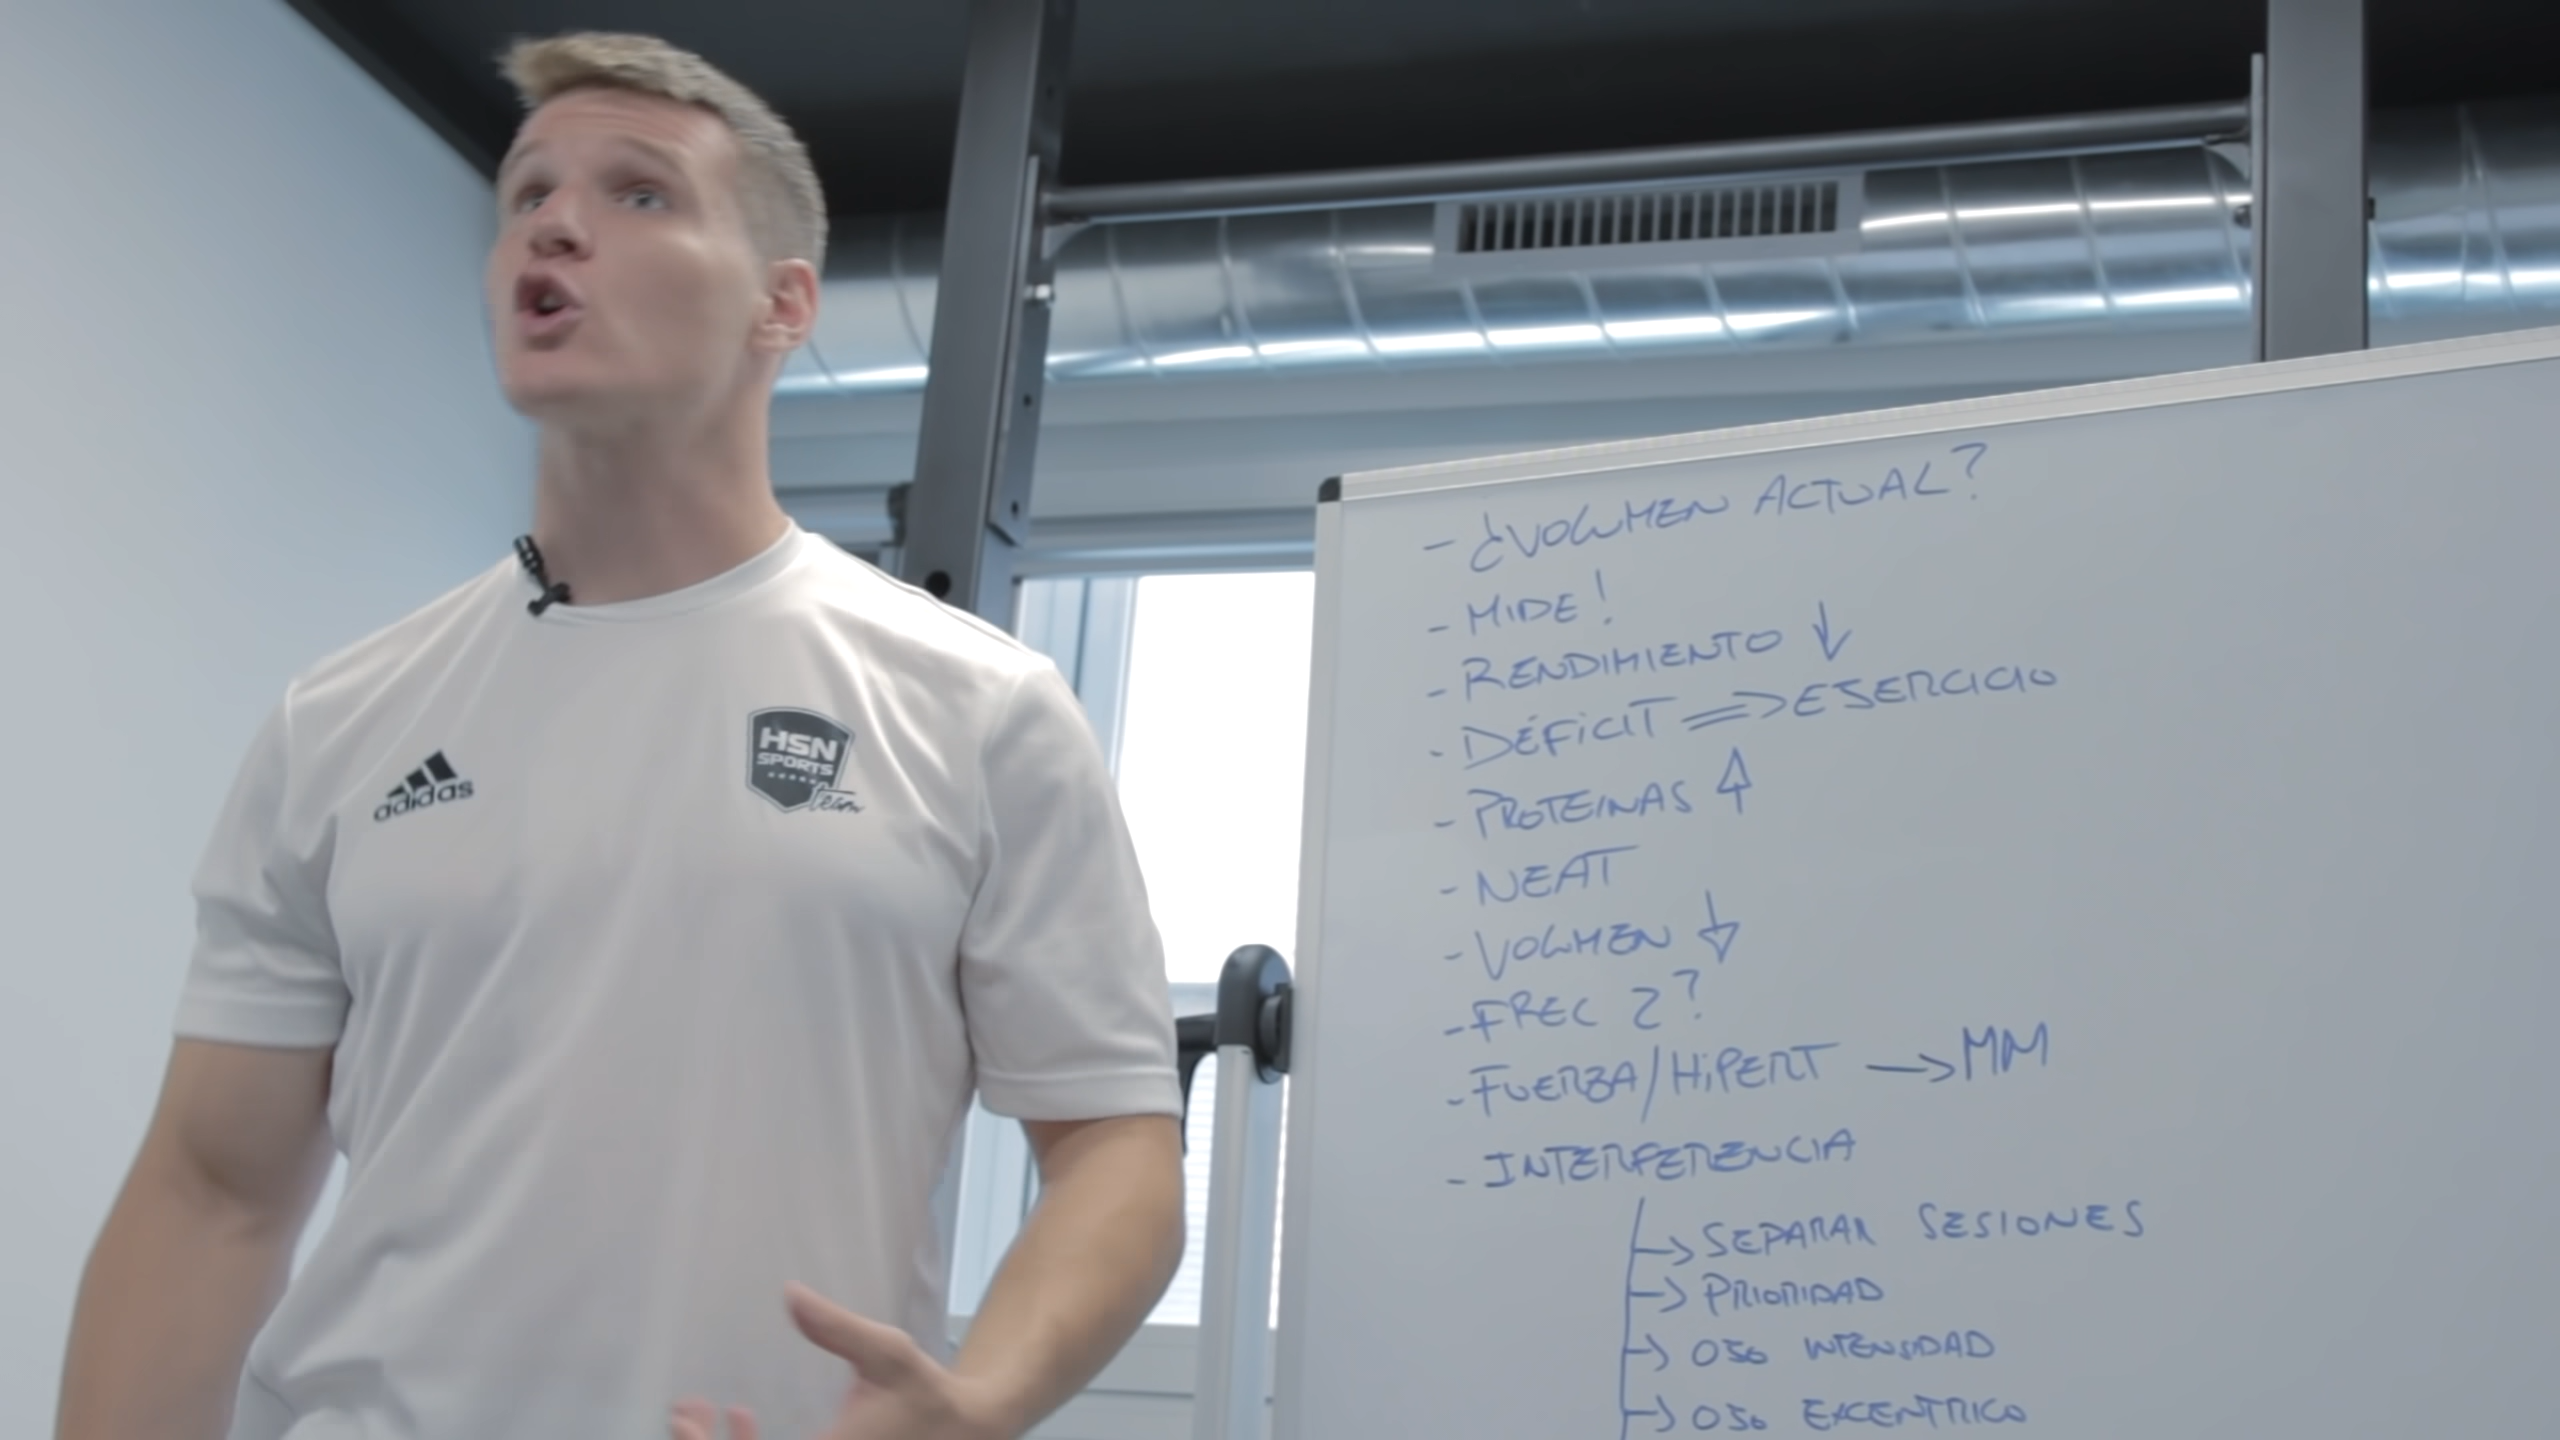 adidas
HSN
SPORTS
Team
- ¿VOLUMEN ACTUAL?
- MIDE!
- RENDIMIENTO ↓
- DÉFICIT => EJERCICIO
- PROTEINAS ↑
- NEAT
- VOLUMEN ↓
- FREC 2?
- FUERZA/HIPERT → MM
- INTERFERENCIA
→ SEPARAR SESIONES
→ PRIORIDAD
→ OJO INTENSIDAD
→ OJO EXCENTRICO